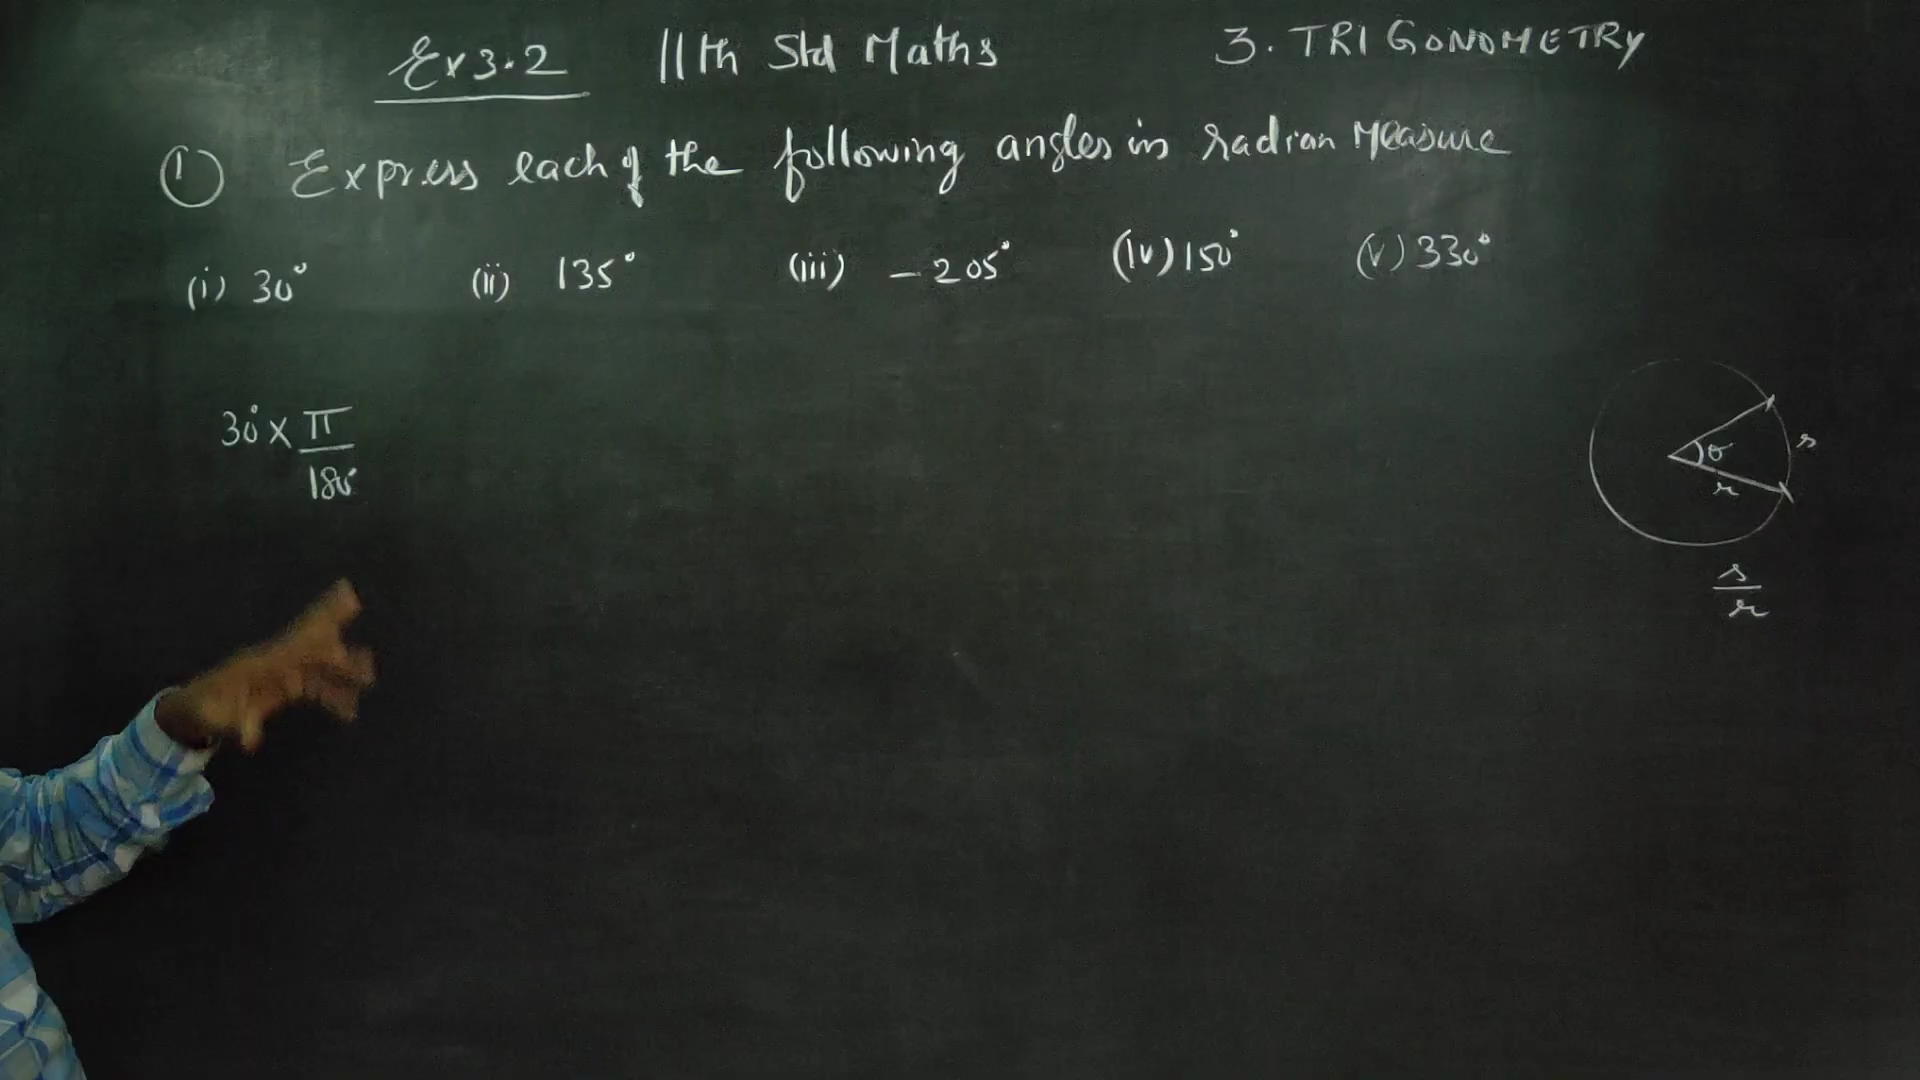 Ex 3.2 11th Std Maths 3. TRIGONOMETRY
① Express each of the following angles in radian Measure
(i) 30° (ii) 135° (iii) -205° (iv) 150° (v) 330°
30° × π
180°
θ s
r
s
r